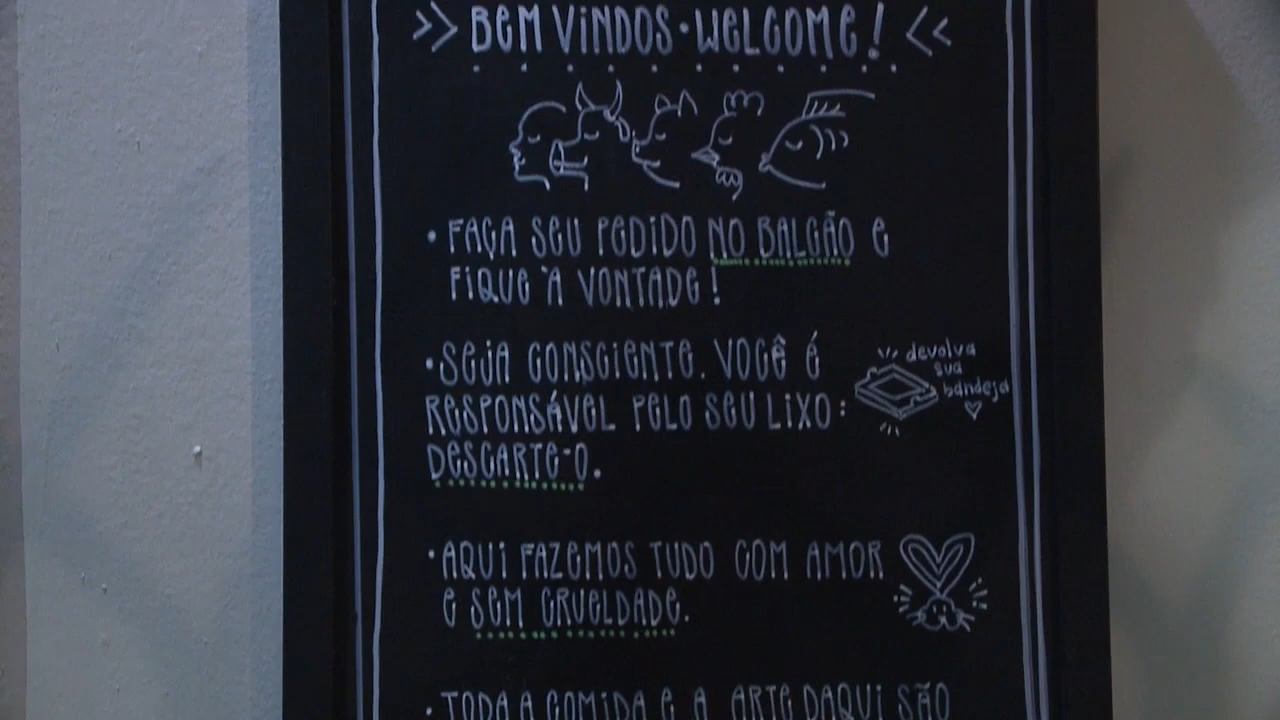 >> BEM VINDOS • WELCOME! <<
• FAÇA SEU PEDIDO NO BALCÃO E
FIQUE À VONTADE!
• SEJA CONSCIENTE. VOCÊ É
RESPONSÁVEL PELO SEU LIXO:
DESCARTE-O.
devolva
sua
bandeja
• AQUI FAZEMOS TUDO COM AMOR
E SEM CRUELDADE.
• TODA A COMIDA E A ARTE DAQUI SÃO